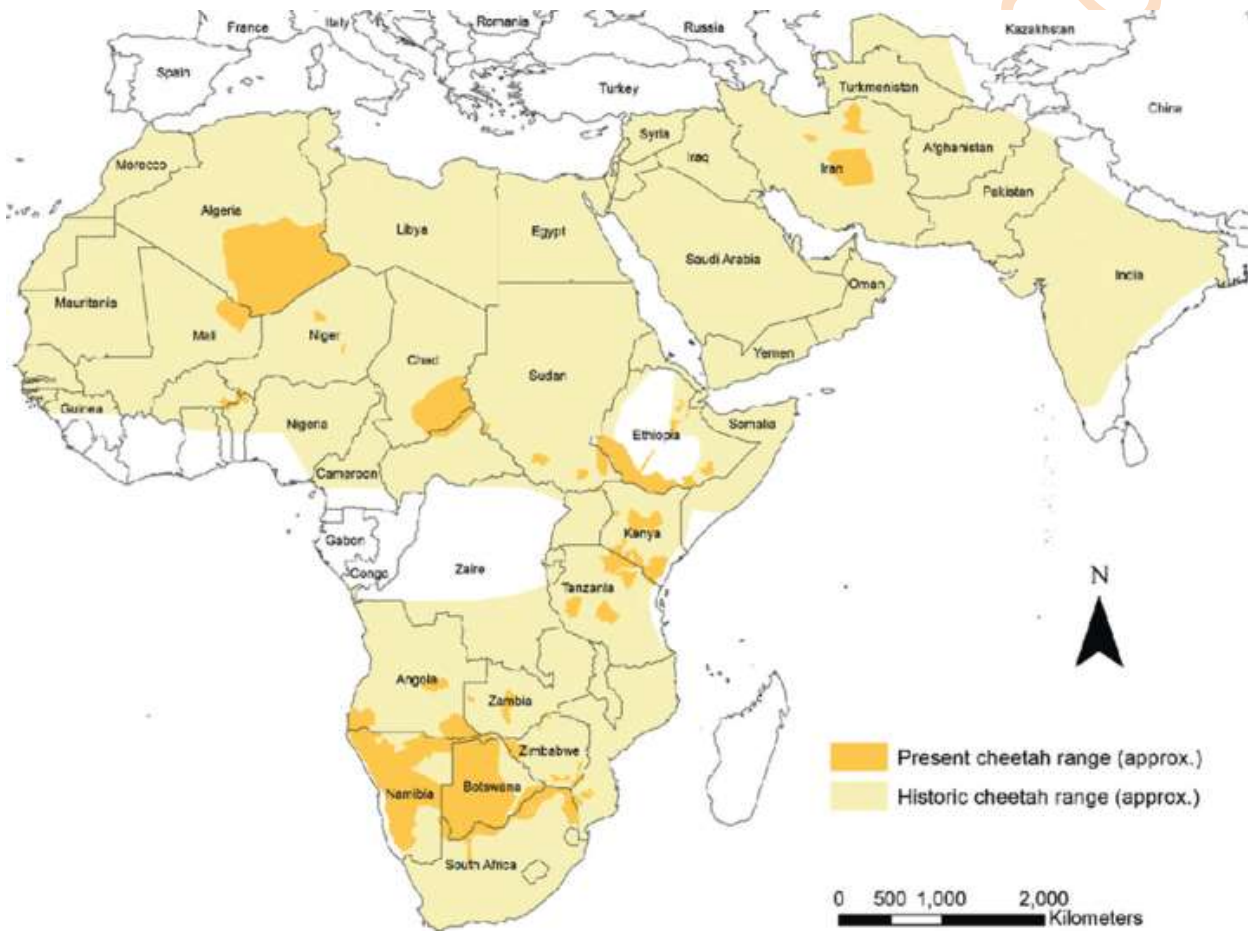 France
Italy
Romania
Russia
Kazakhstan
Spain
Turkey
Turkmenistan
China
Syria
Iraq
Iran
Afghanistan
Pakistan
Morocco
Algeria
Libya
Egypt
Saudi Arabia
Oman
India
Mauritania
Mali
Niger
Chad
Sudan
Yemen
Guinea
Nigeria
Ethiopia
Somalia
Cameroon
Gabon
Congo
Zaire
Kenya
Tanzania
N
Angola
Zambia
Zimbabwe
Namibia
Botswana
South Africa
Present cheetah range (approx.)
Historic cheetah range (approx.)
0 500 1,000 2,000
Kilometers